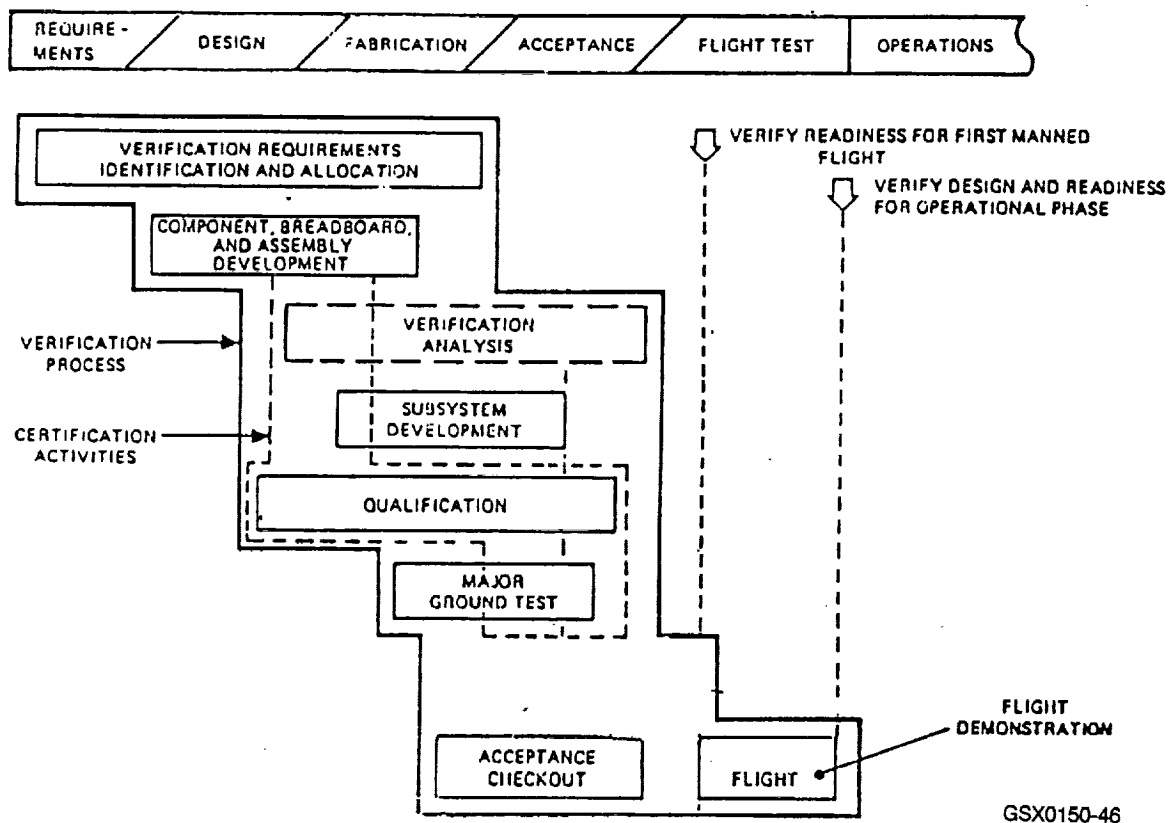 REQUIRE-
MENTS
DESIGN
FABRICATION
ACCEPTANCE
FLIGHT TEST
OPERATIONS
VERIFICATION REQUIREMENTS
IDENTIFICATION AND ALLOCATION
VERIFY READINESS FOR FIRST MANNED
FLIGHT
VERIFY DESIGN AND READINESS
FOR OPERATIONAL PHASE
COMPONENT, BREADBOARD,
AND ASSEMBLY
DEVELOPMENT
VERIFICATION
ANALYSIS
VERIFICATION
PROCESS
SUBSYSTEM
DEVELOPMENT
CERTIFICATION
ACTIVITIES
QUALIFICATION
MAJOR
GROUND TEST
FLIGHT
DEMONSTRATION
ACCEPTANCE
CHECKOUT
FLIGHT
GSX0150-46